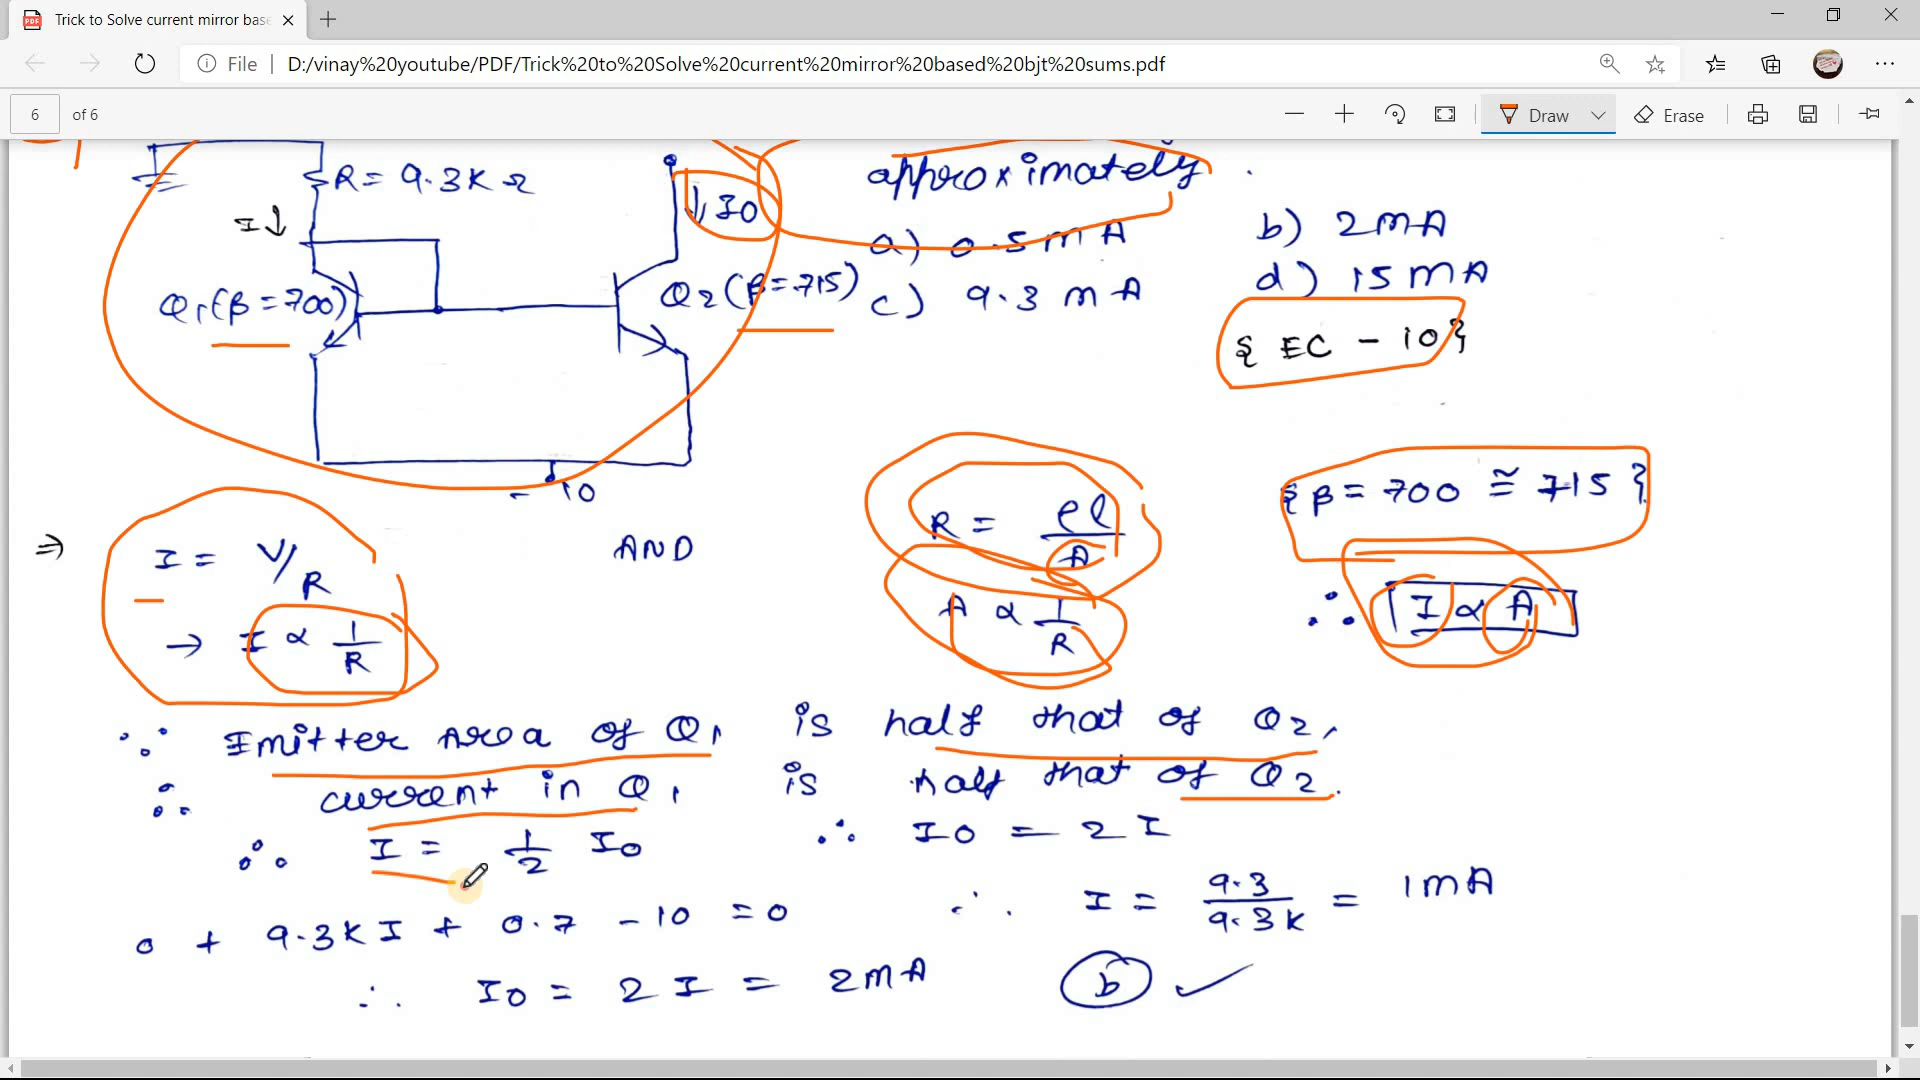 Trick to Solve current mirror base
File
D:/vinay%20youtube/PDF/Trick%20to%20Solve%20current%20mirror%20based%20bjt%20sums.pdf
6 of 6
Draw
Erase
R = 9.3K Ω
I ↓
↓ I0
approximately.
a) 0.5 mA
b) 2mA
c) 9.3 mA
d) 15 mA
Q1(β = 700)
Q2 (β = 715)
{ EC - 10 }
- 10
⇒ I = V/R
AND
R = ρl/A
{ β = 700 ≅ 715 }
→ I α 1/R
A α 1/R
∴ I α A
∵ Emitter Area of Q1 is half that of Q2,
∴ current in Q1 is half that of Q2.
∴ I = 1/2 I0 ∴ I0 = 2 I
0 + 9.3K I + 0.7 - 10 = 0 ∴ I = 9.3/9.3K = 1mA
∴ I0 = 2 I = 2mA b ✓